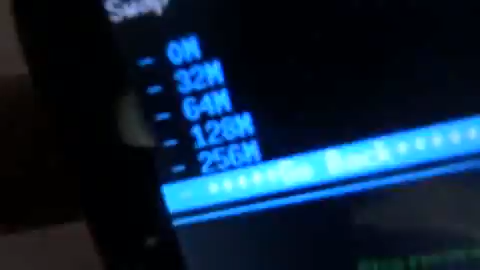 Swap
- 0M
- 32M
- 64M
- 128M
- 256M
- +++++Go Back+++++